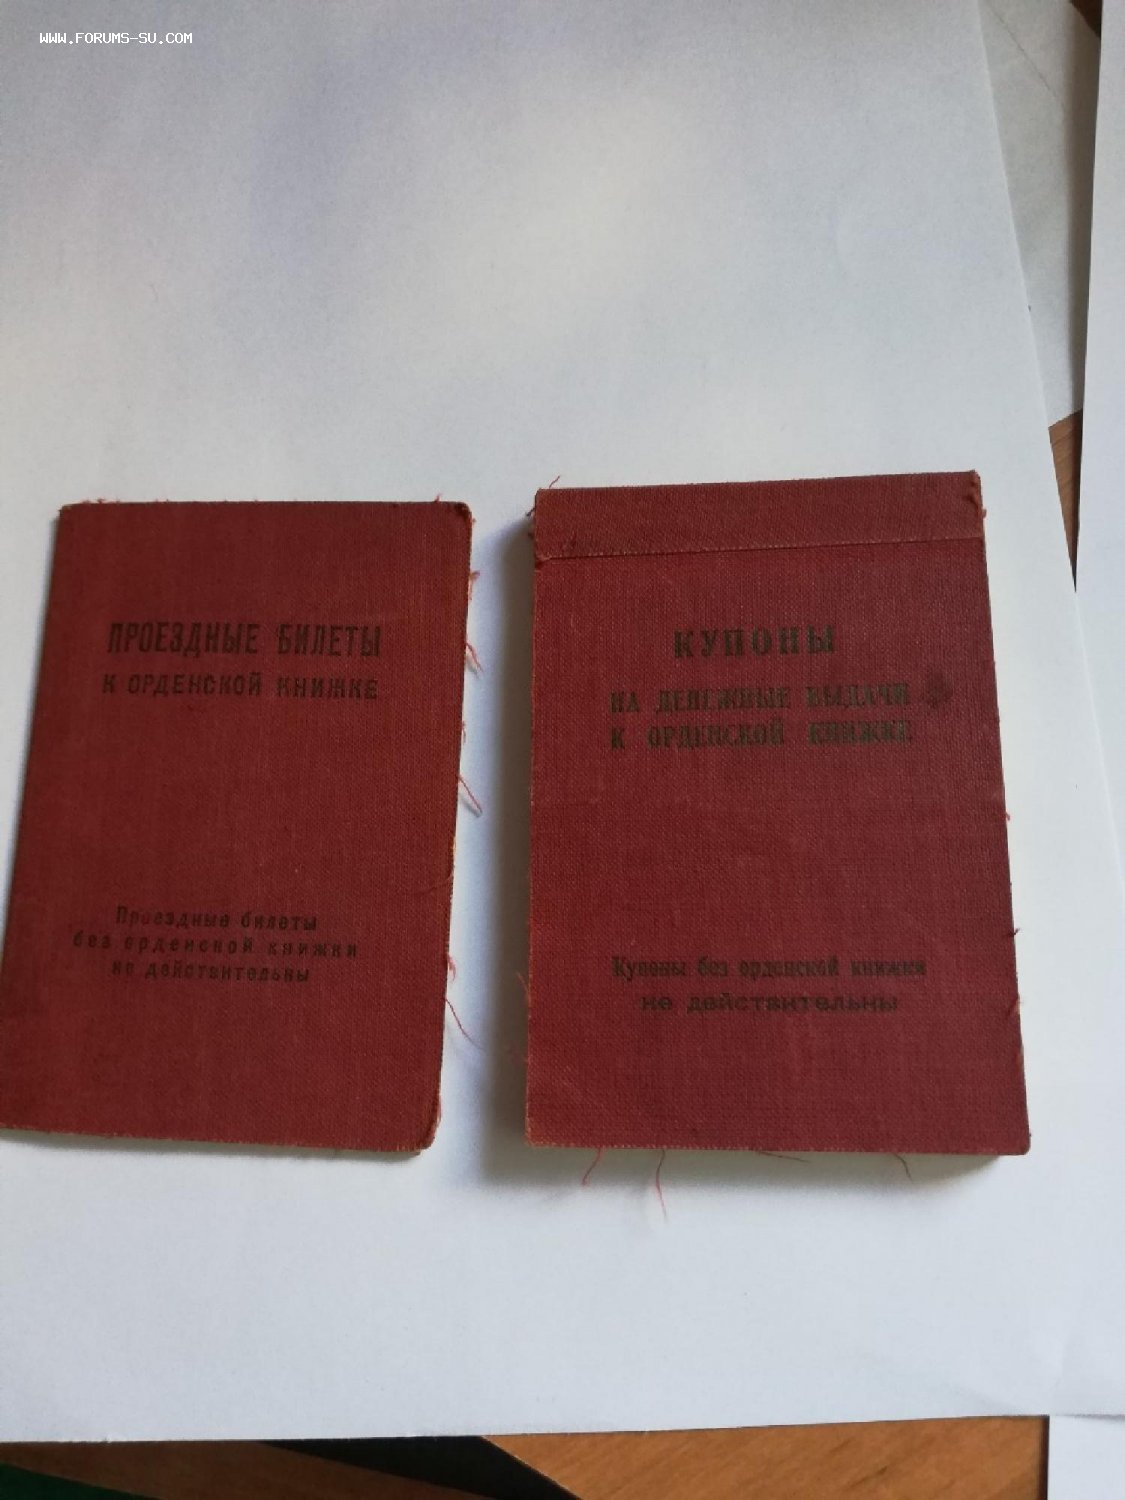 WWW.FORUMS-SU.COM
ПРОЕЗДНЫЕ БИЛЕТЫ
К ОРДЕНСКОЙ КНИЖКЕ
Проездные билеты
без орденской книжки
не действительны
КУПОНЫ
НА ДЕНЕЖНЫЕ ВЫДАЧИ
К ОРДЕНСКОЙ КНИЖКЕ
Купоны без орденской книжки
не действительны